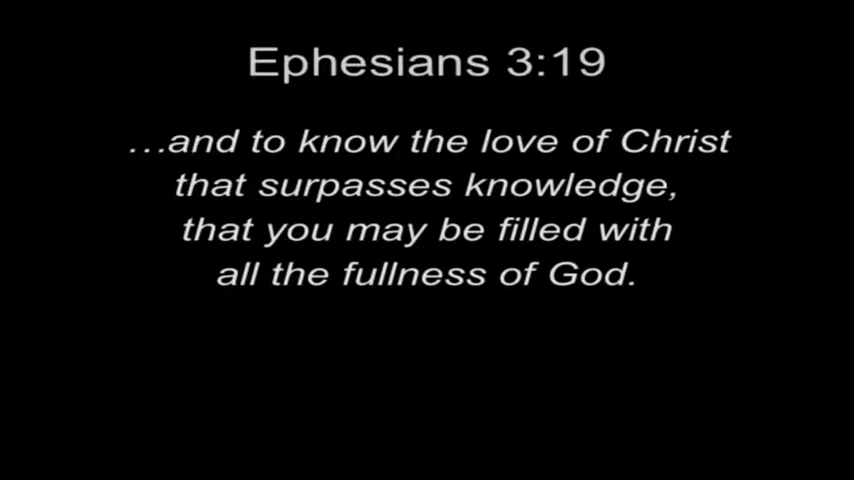 Ephesians 3:19
…and to know the love of Christ
that surpasses knowledge,
that you may be filled with
all the fullness of God.